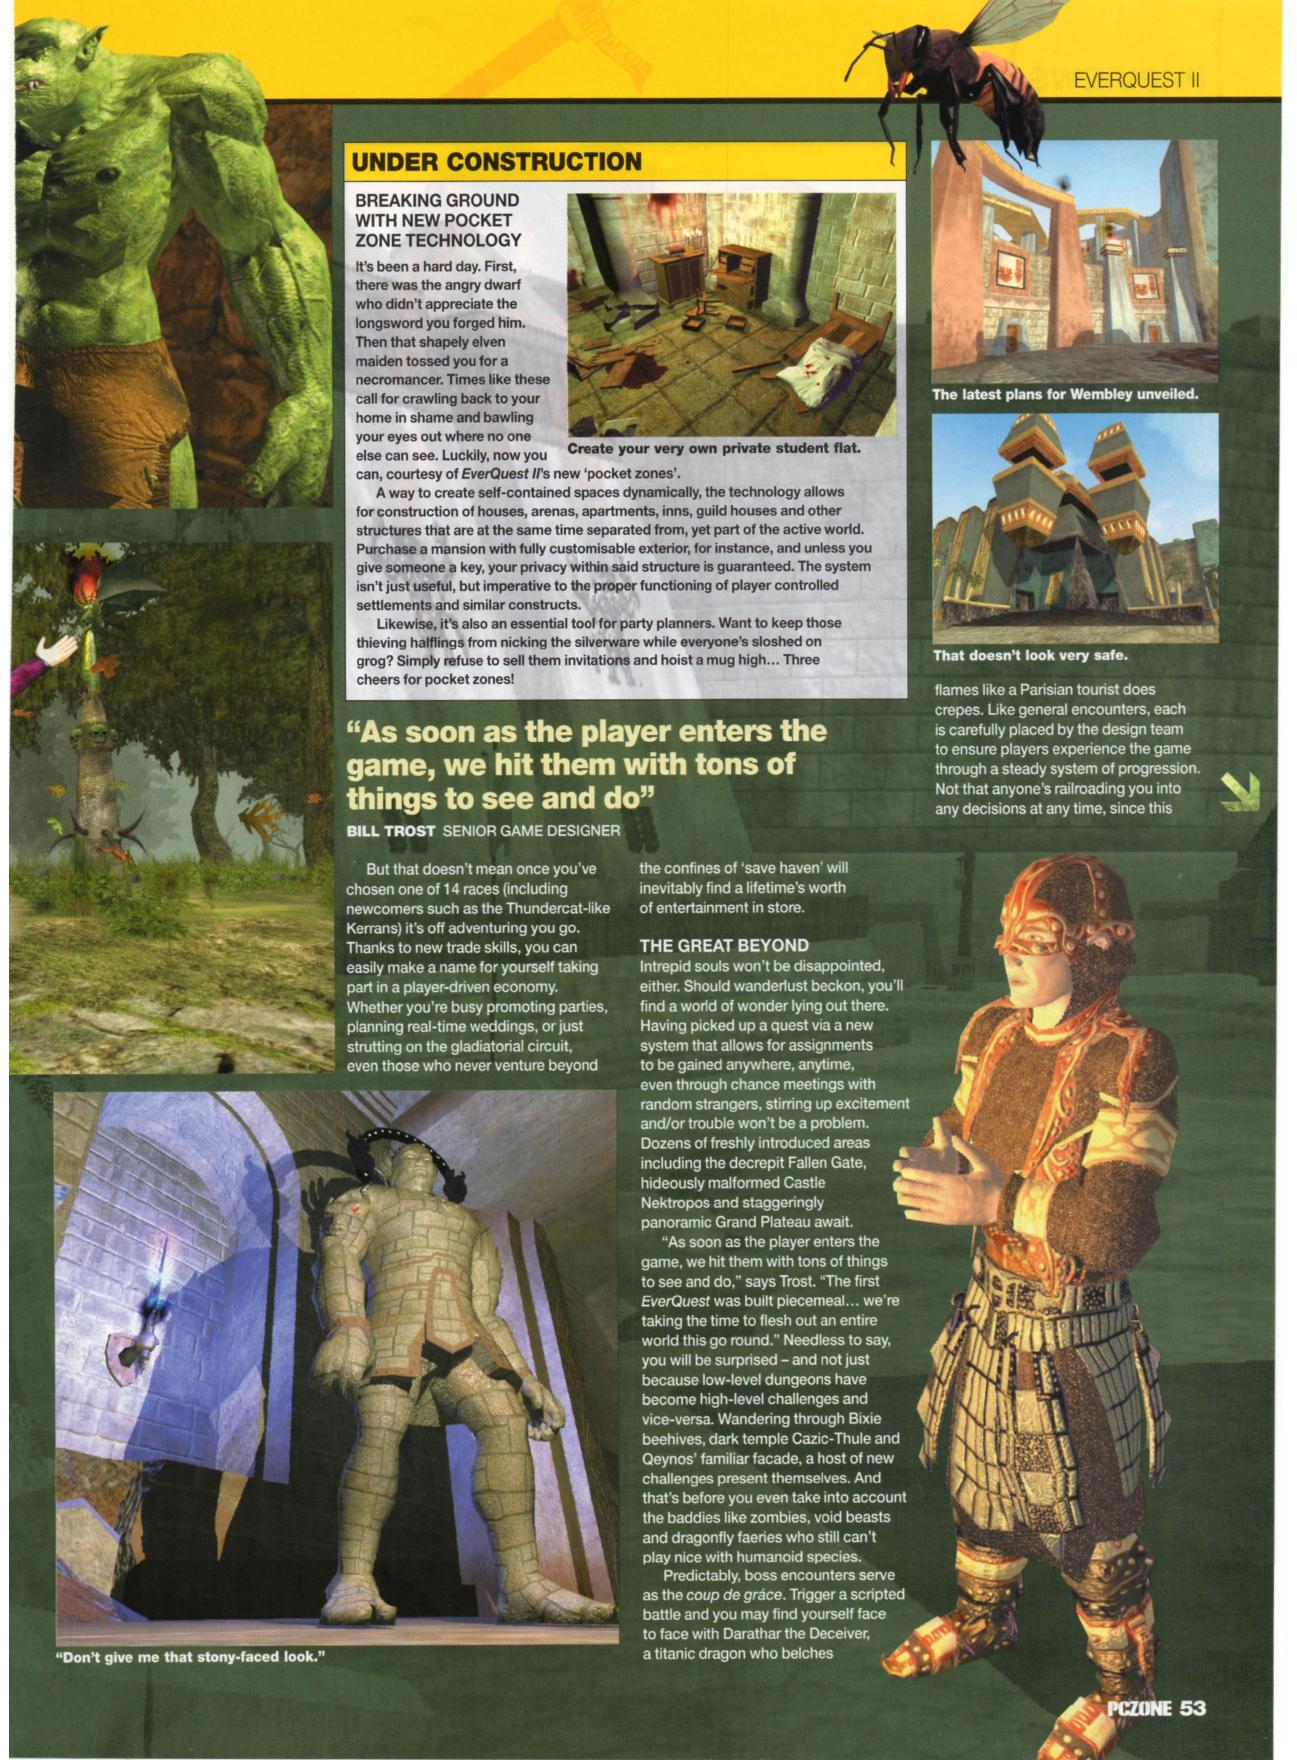 EVERQUEST II
UNDER CONSTRUCTION
BREAKING GROUND
WITH NEW POCKET
ZONE TECHNOLOGY
It's been a hard day. First,
there was the angry dwarf
who didn't appreciate the
longsword you forged him.
Then that shapely elven
maiden tossed you for a
necromancer. Times like these
call for crawling back to your
home in shame and bawling
your eyes out where no one
else can see. Luckily, now you
can, courtesy of EverQuest II's new 'pocket zones'.
A way to create self-contained spaces dynamically, the technology allows
for construction of houses, arenas, apartments, inns, guild houses and other
structures that are at the same time separated from, yet part of the active world.
Purchase a mansion with fully customisable exterior, for instance, and unless you
give someone a key, your privacy within said structure is guaranteed. The system
isn't just useful, but imperative to the proper functioning of player controlled
settlements and similar constructs.
Likewise, it's also an essential tool for party planners. Want to keep those
thieving halflings from nicking the silverware while everyone's sloshed on
grog? Simply refuse to sell them invitations and hoist a mug high... Three
cheers for pocket zones!
Create your very own private student flat.
"As soon as the player enters the
game, we hit them with tons of
things to see and do"
BILL TROST SENIOR GAME DESIGNER
But that doesn't mean once you've
chosen one of 14 races (including
newcomers such as the Thundercat-like
Kerrans) it's off adventuring you go.
Thanks to new trade skills, you can
easily make a name for yourself taking
part in a player-driven economy.
Whether you're busy promoting parties,
planning real-time weddings, or just
strutting on the gladiatorial circuit,
even those who never venture beyond
the confines of 'save haven' will
inevitably find a lifetime's worth
of entertainment in store.
THE GREAT BEYOND
Intrepid souls won't be disappointed,
either. Should wanderlust beckon, you'll
find a world of wonder lying out there.
Having picked up a quest via a new
system that allows for assignments
to be gained anywhere, anytime,
even through chance meetings with
random strangers, stirring up excitement
and/or trouble won't be a problem.
Dozens of freshly introduced areas
including the decrepit Fallen Gate,
hideously malformed Castle
Nektropos and staggeringly
panoramic Grand Plateau await.
"As soon as the player enters the
game, we hit them with tons of things
to see and do," says Trost. "The first
EverQuest was built piecemeal... we're
taking the time to flesh out an entire
world this go round." Needless to say,
you will be surprised – and not just
because low-level dungeons have
become high-level challenges and
vice-versa. Wandering through Bixie
beehives, dark temple Cazic-Thule and
Qeynos' familiar facade, a host of new
challenges present themselves. And
that's before you even take into account
the baddies like zombies, void beasts
and dragonfly faeries who still can't
play nice with humanoid species.
Predictably, boss encounters serve
as the coup de gráce. Trigger a scripted
battle and you may find yourself face
to face with Darathar the Deceiver,
a titanic dragon who belches
The latest plans for Wembley unveiled.
That doesn't look very safe.
flames like a Parisian tourist does
crepes. Like general encounters, each
is carefully placed by the design team
to ensure players experience the game
through a steady system of progression.
Not that anyone's railroading you into
any decisions at any time, since this
"Don't give me that stony-faced look."
PCZONE 53